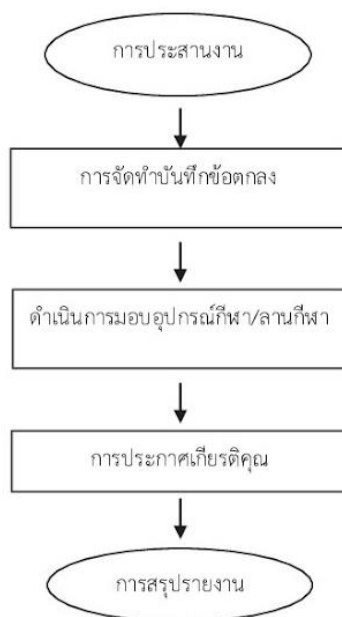 การประสานงาน
การจัดทำบันทึกข้อตกลง
ดำเนินการมอบอุปกรณ์กีฬา/ลานกีฬา
การประกาศเกียรติคุณ
การสรุปรายงาน